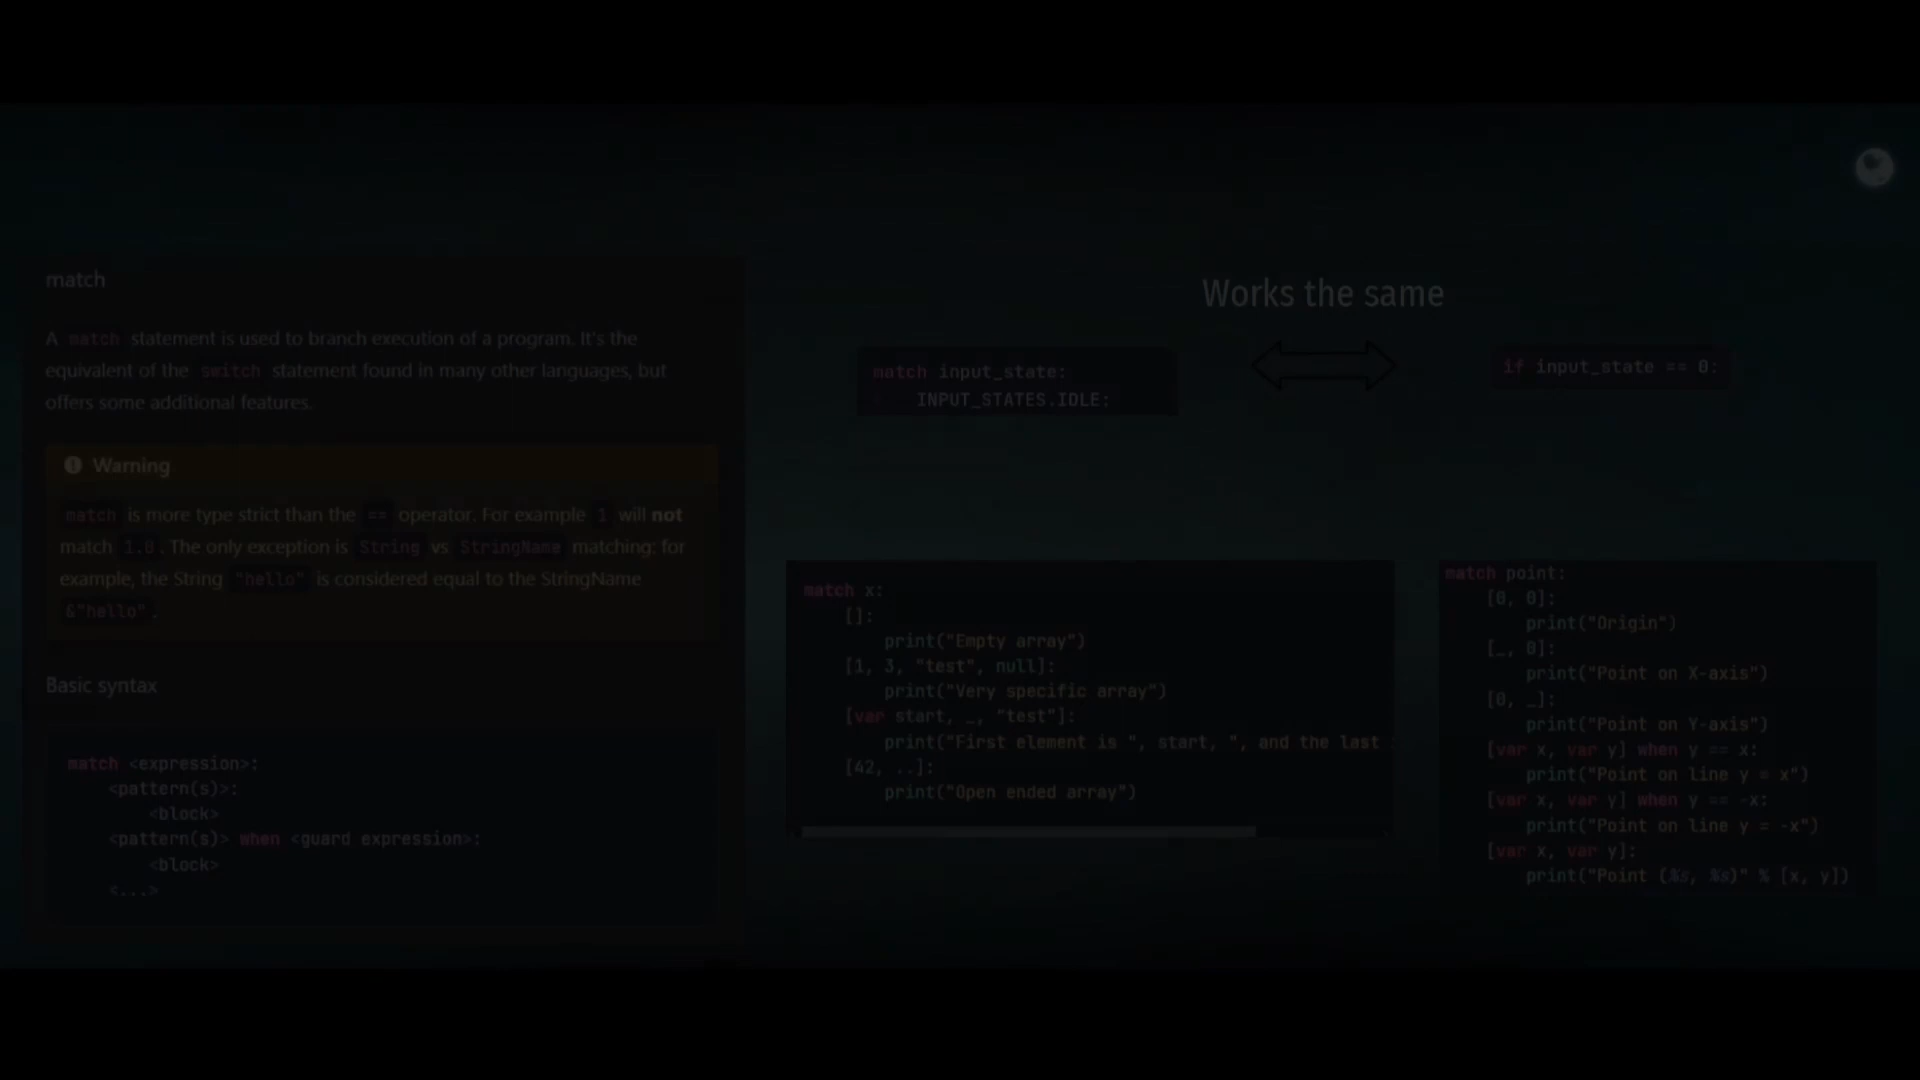 match
A match statement is used to branch execution of a program. It's the
equivalent of the switch statement found in many other languages, but
offers some additional features.
Warning
match is more type strict than the == operator. For example 1 will not
match 1.0. The only exception is String vs StringName matching: for
example, the String "hello" is considered equal to the StringName
&"hello".
Basic syntax
match <expression>:
    <pattern(s)>:
        <block>
    <pattern(s)> when <guard expression>:
        <block>
    <...>
Works the same
match input_state:
    INPUT_STATES.IDLE:
if input_state == 0:
match x:
    []:
        print("Empty array")
    [1, 3, "test", null]:
        print("Very specific array")
    [var start, _, "test"]:
        print("First element is ", start, ", and the last
    [42, ..]:
        print("Open ended array")
match point:
    [0, 0]:
        print("Origin")
    [_, 0]:
        print("Point on X-axis")
    [0, _]:
        print("Point on Y-axis")
    [var x, var y] when y == x:
        print("Point on line y = x")
    [var x, var y] when y == -x:
        print("Point on line y = -x")
    [var x, var y]:
        print("Point (%s, %s)" % [x, y])